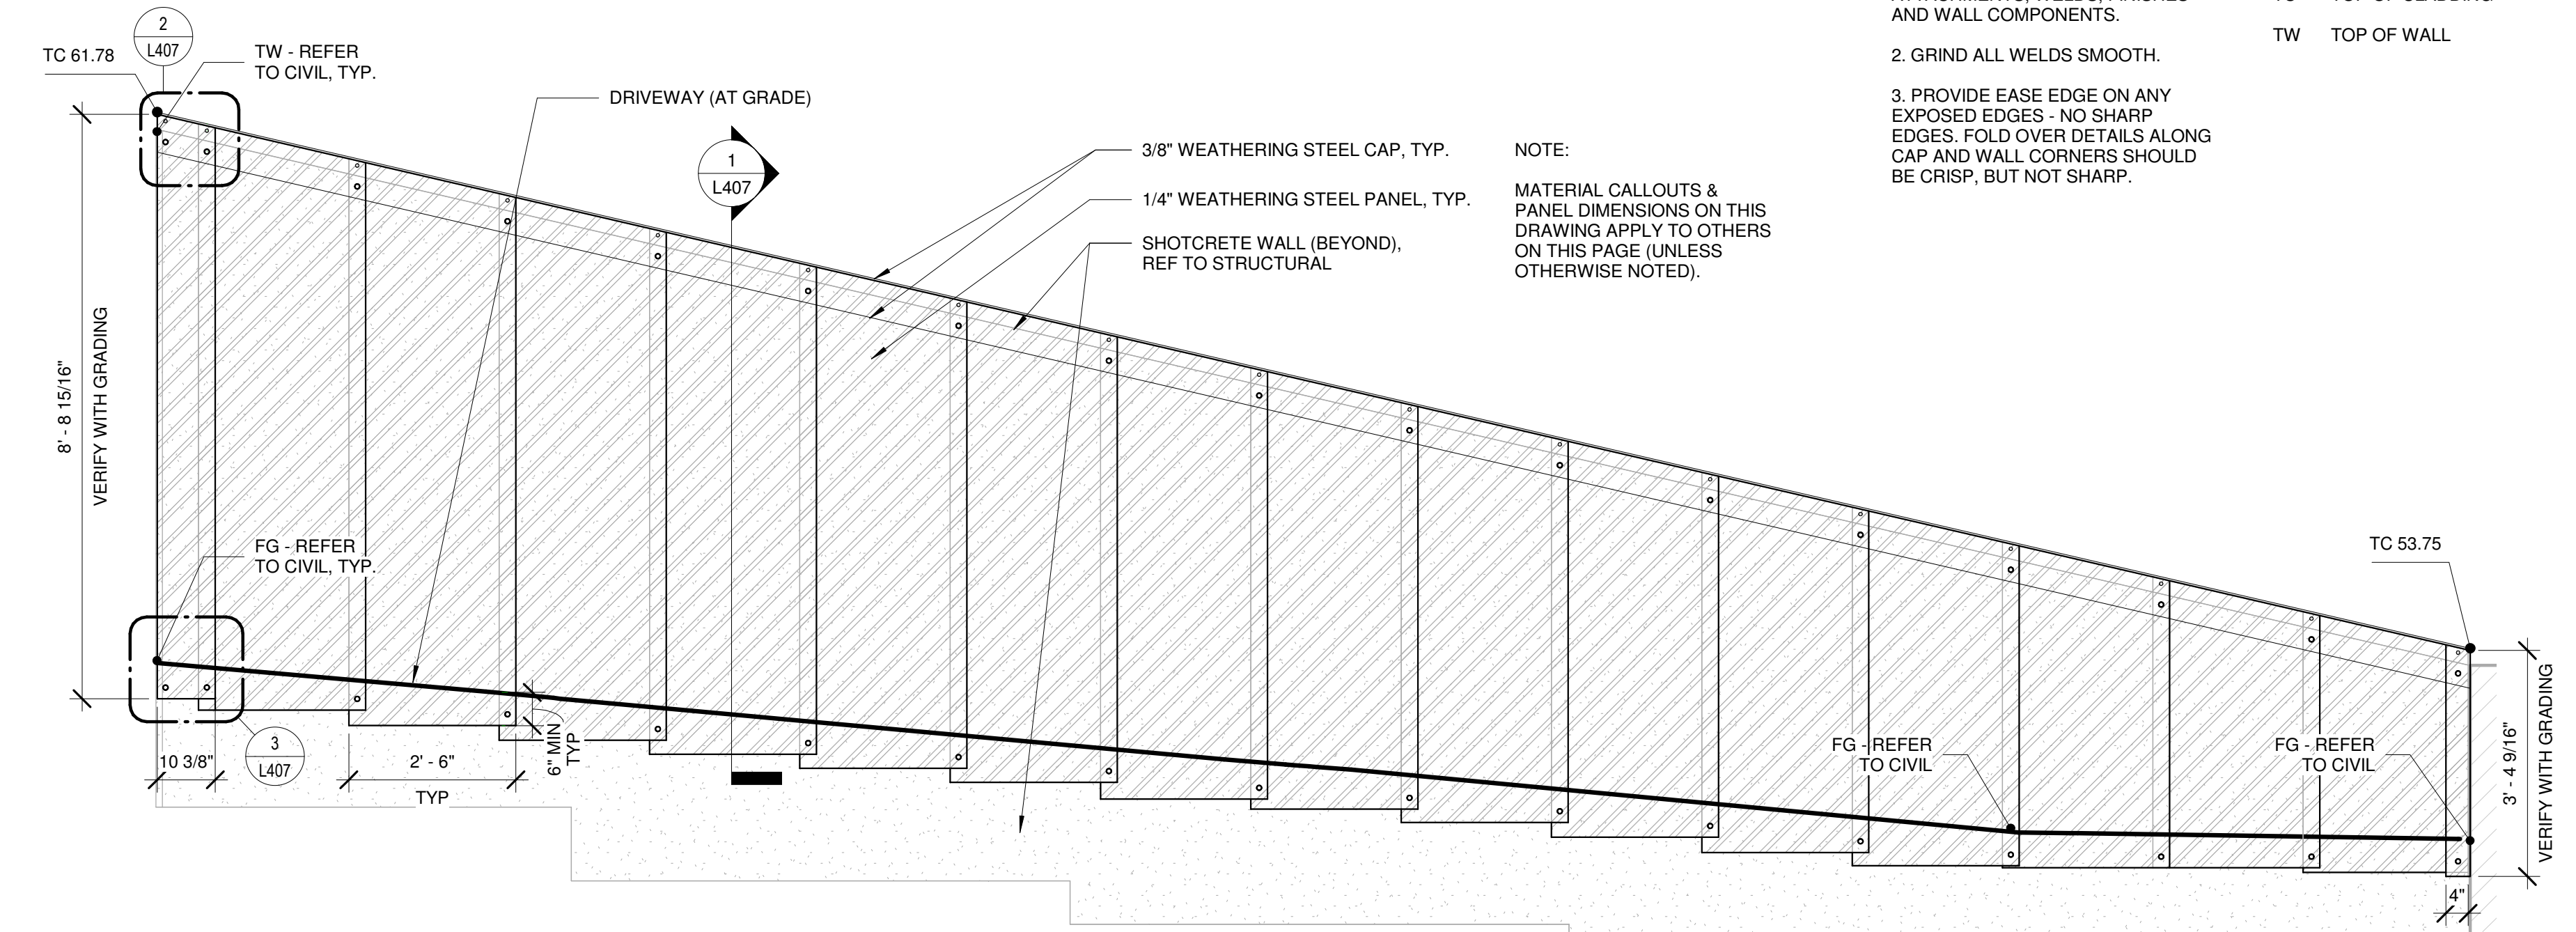 2
L407
TC 61.78
TW - REFER
TO CIVIL, TYP.
DRIVEWAY (AT GRADE)
1
L407
3/8" WEATHERING STEEL CAP, TYP.
1/4" WEATHERING STEEL PANEL, TYP.
SHOTCRETE WALL (BEYOND),
REF TO STRUCTURAL
NOTE:
MATERIAL CALLOUTS &
PANEL DIMENSIONS ON THIS
DRAWING APPLY TO OTHERS
ON THIS PAGE (UNLESS
OTHERWISE NOTED).
AND WALL COMPONENTS.
2. GRIND ALL WELDS SMOOTH.
3. PROVIDE EASE EDGE ON ANY
EXPOSED EDGES - NO SHARP
EDGES. FOLD OVER DETAILS ALONG
CAP AND WALL CORNERS SHOULD
BE CRISP, BUT NOT SHARP.
TW TOP OF WALL
8' - 8 15/16"
VERIFY WITH GRADING
FG - REFER
TO CIVIL, TYP.
10 3/8"
3
L407
2' - 6"
TYP
6" MIN
TYP
FG - REFER
TO CIVIL
FG - REFER
TO CIVIL
TC 53.75
3' - 4 9/16"
VERIFY WITH GRADING
4"